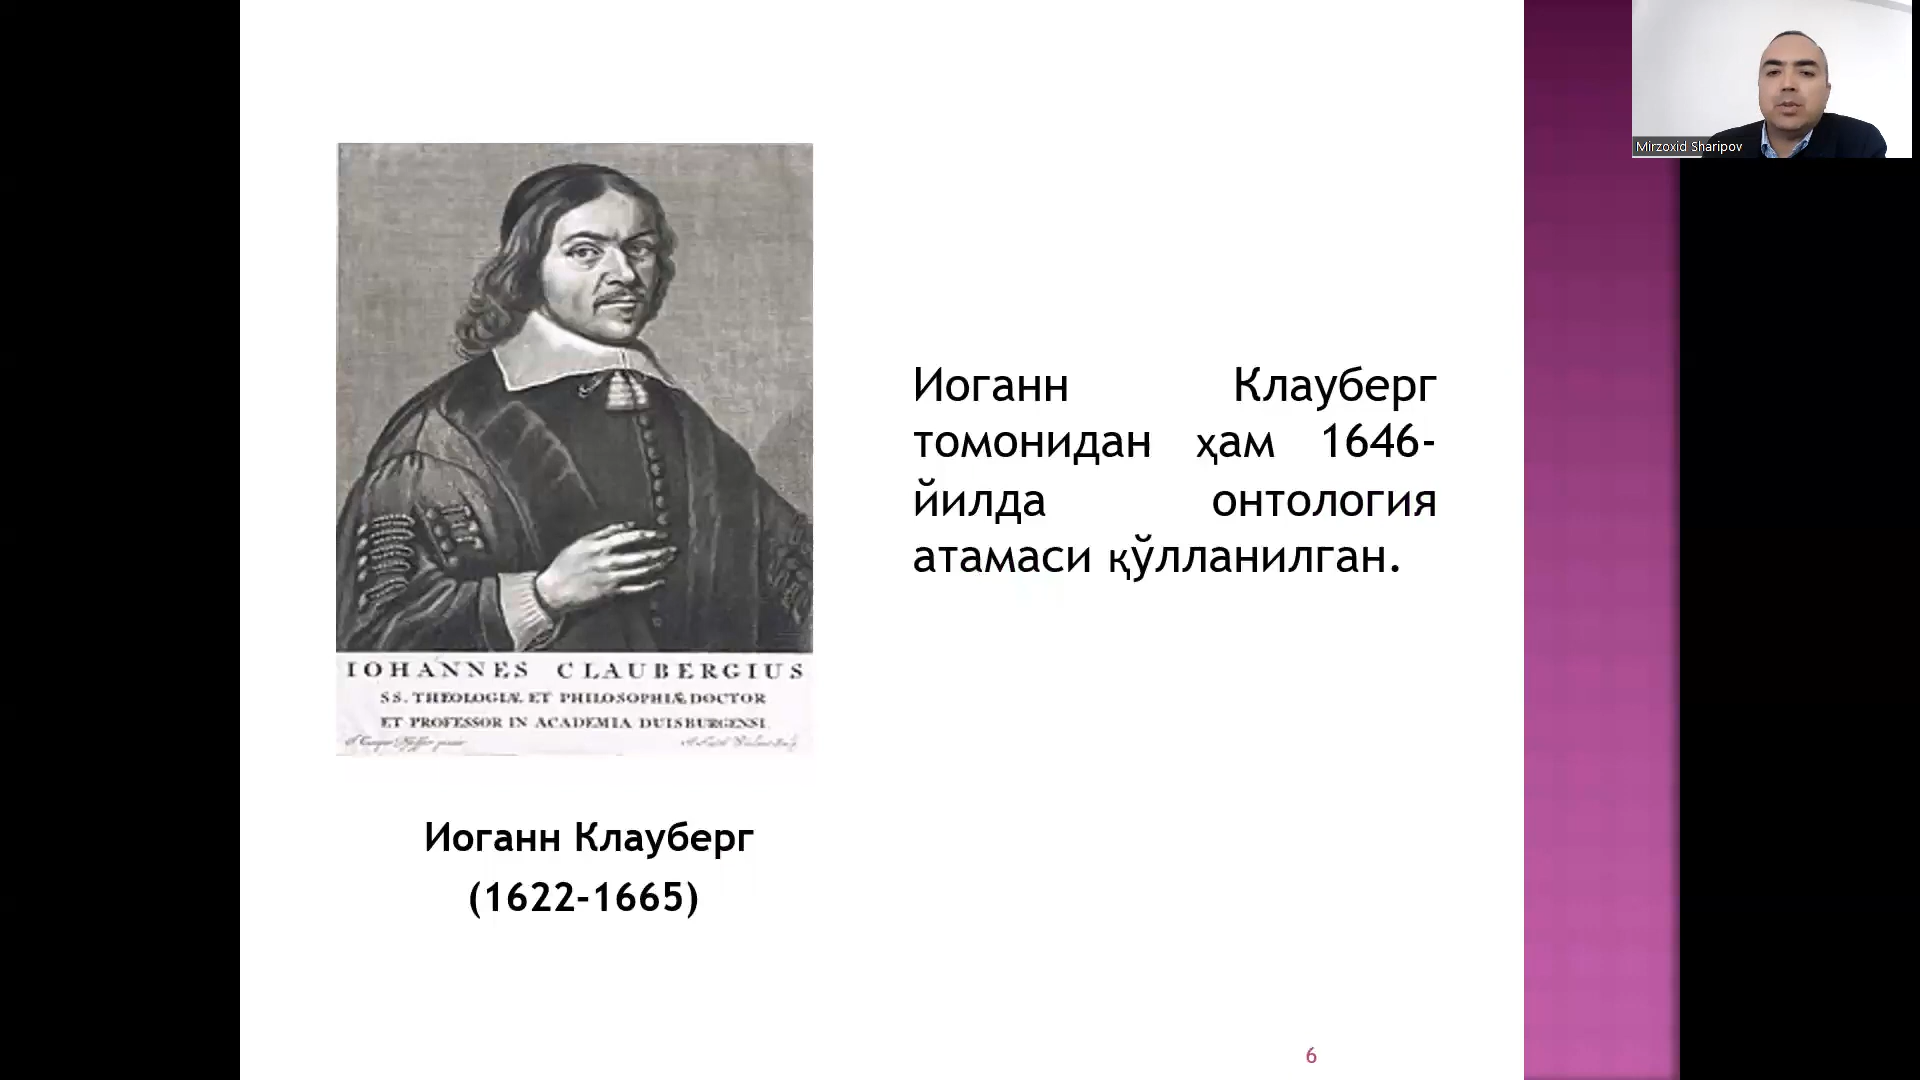 Mirzoxid Sharipov
Иоганн Клауберг
томонидан ҳам 1646-
йилда онтология
атамаси қўлланилган.
IOHANNES CLAUBERGIUS
SS. THEOLOGIÆ ET PHILOSOPHIÆ DOCTOR
ET PROFESSOR IN ACADEMIA DUISBURGENSI
Иоганн Клауберг
(1622-1665)
6